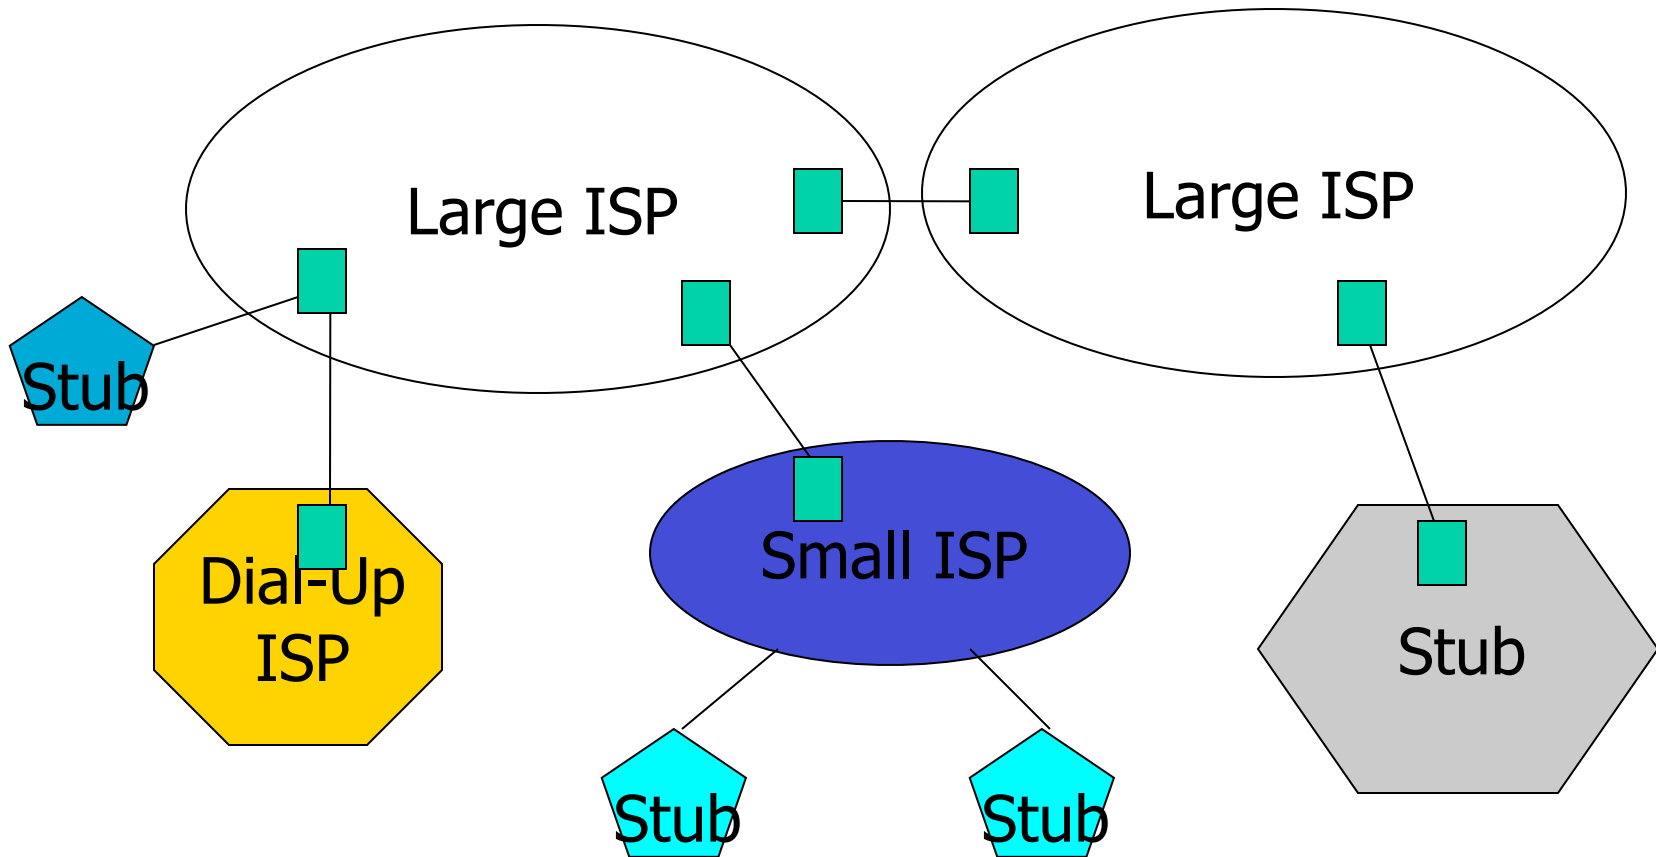 Large ISP
Large ISP
Stub
Dial-Up
ISP
Small ISP
Stub
Stub
Stub